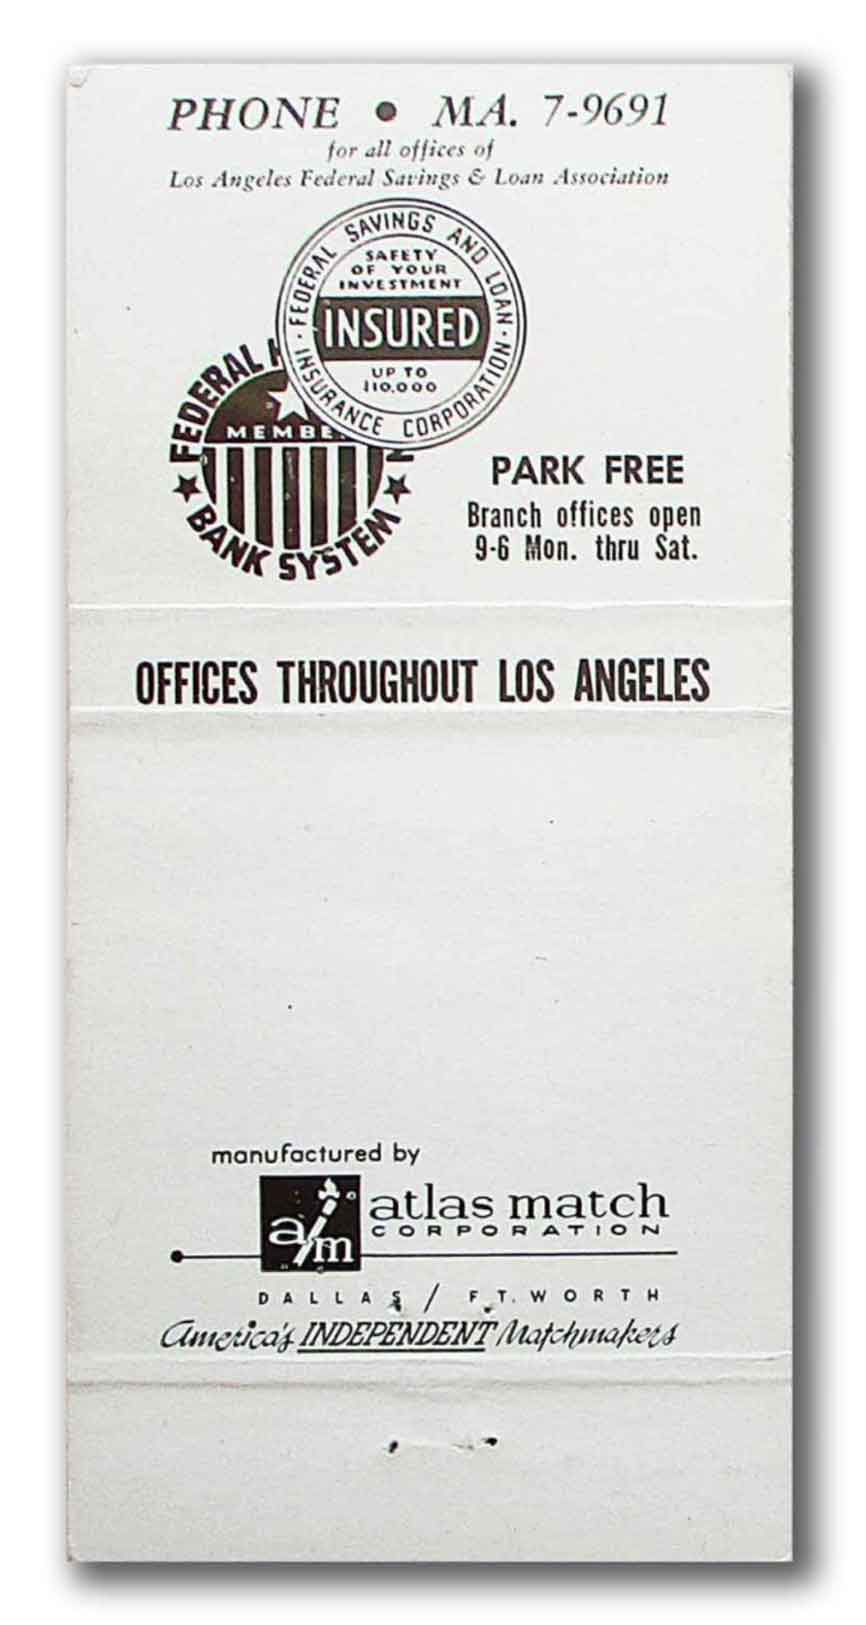 PHONE • MA. 7-9691
for all offices of
Los Angeles Federal Savings & Loan Association
· FEDERAL SAVINGS AND LOAN ·
INSURANCE CORPORATION
SAFETY
OF YOUR
INVESTMENT
INSURED
UP TO
$10,000
FEDERAL H
MEMBE
★ BANK SYSTEM ★
PARK FREE
Branch offices open
9-6 Mon. thru Sat.
OFFICES THROUGHOUT LOS ANGELES
manufactured by
a/m
atlas match
CORPORATION
DALLAS / FT. WORTH
America's INDEPENDENT Matchmakers